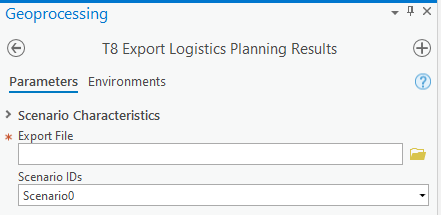 Geoprocessing
T8 Export Logistics Planning Results
Parameters Environments
Scenario Characteristics
* Export File
Scenario IDs
Scenario0